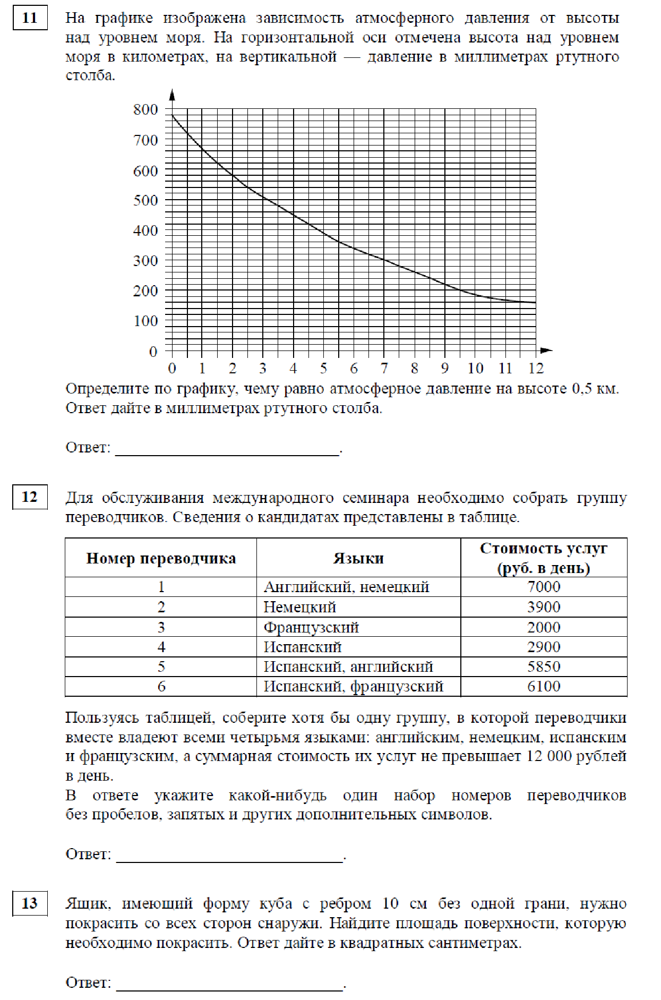 11
На графике изображена зависимость атмосферного давления от высоты
над уровнем моря. На горизонтальной оси отмечена высота над уровнем
моря в километрах, на вертикальной — давление в миллиметрах ртутного
столба.
800
700
600
500
400
300
200
100
0
0 1 2 3 4 5 6 7 8 9 10 11 12
Определите по графику, чему равно атмосферное давление на высоте 0,5 км.
Ответ дайте в миллиметрах ртутного столба.
Ответ: ____________________________.
12
Для обслуживания международного семинара необходимо собрать группу
переводчиков. Сведения о кандидатах представлены в таблице.
Номер переводчика Языки Стоимость услуг
(руб. в день)
1 Английский, немецкий 7000
2 Немецкий 3900
3 Французский 2000
4 Испанский 2900
5 Испанский, английский 5850
6 Испанский, французский 6100
Пользуясь таблицей, соберите хотя бы одну группу, в которой переводчики
вместе владеют всеми четырьмя языками: английским, немецким, испанским
и французским, а суммарная стоимость их услуг не превышает 12 000 рублей
в день.
В ответе укажите какой-нибудь один набор номеров переводчиков
без пробелов, запятых и других дополнительных символов.
Ответ: ____________________________.
13
Ящик, имеющий форму куба с ребром 10 см без одной грани, нужно
покрасить со всех сторон снаружи. Найдите площадь поверхности, которую
необходимо покрасить. Ответ дайте в квадратных сантиметрах.
Ответ: ____________________________.